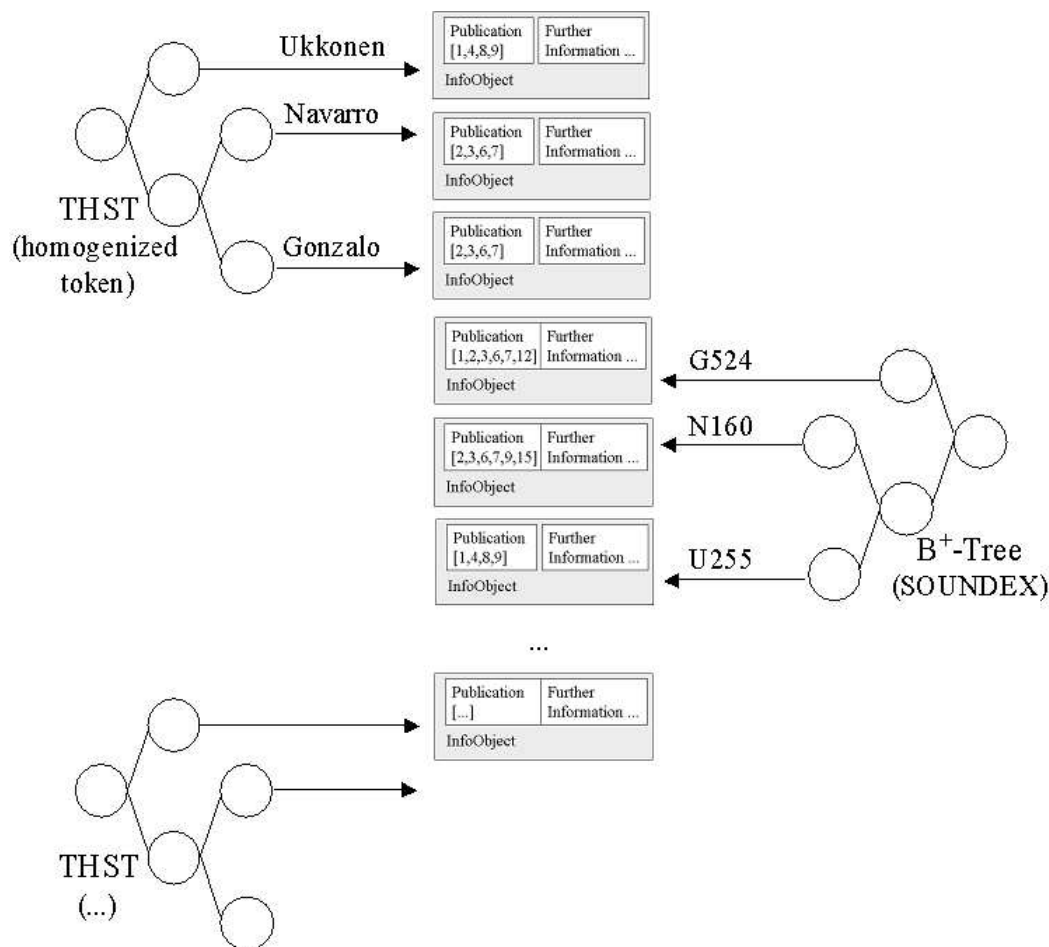 Ukkonen
Publication
[1,4,8,9]
Further
Information ...
InfoObject
Navarro
Publication
[2,3,6,7]
Further
Information ...
InfoObject
THST
(homogenized
token)
Gonzalo
Publication
[2,3,6,7]
Further
Information ...
InfoObject
Publication
[1,2,3,6,7,12]
Further
Information ...
InfoObject
G524
Publication
[2,3,6,7,9,15]
Further
Information ...
InfoObject
N160
Publication
[1,4,8,9]
Further
Information ...
InfoObject
U255
B+-Tree
(SOUNDEX)
...
Publication
[...]
Further
Information ...
InfoObject
THST
(...)